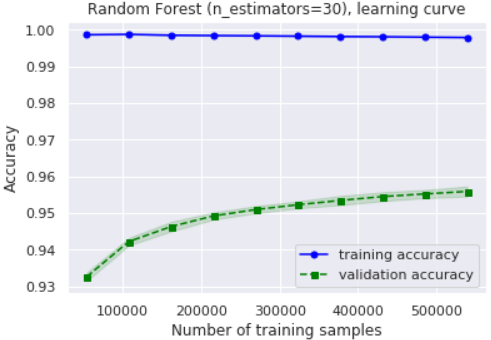 Random Forest (n_estimators=30), learning curve
1.00
0.99
0.98
0.97
0.96
0.95
0.94
0.93
Accuracy
training accuracy
validation accuracy
100000 200000 300000 400000 500000
Number of training samples